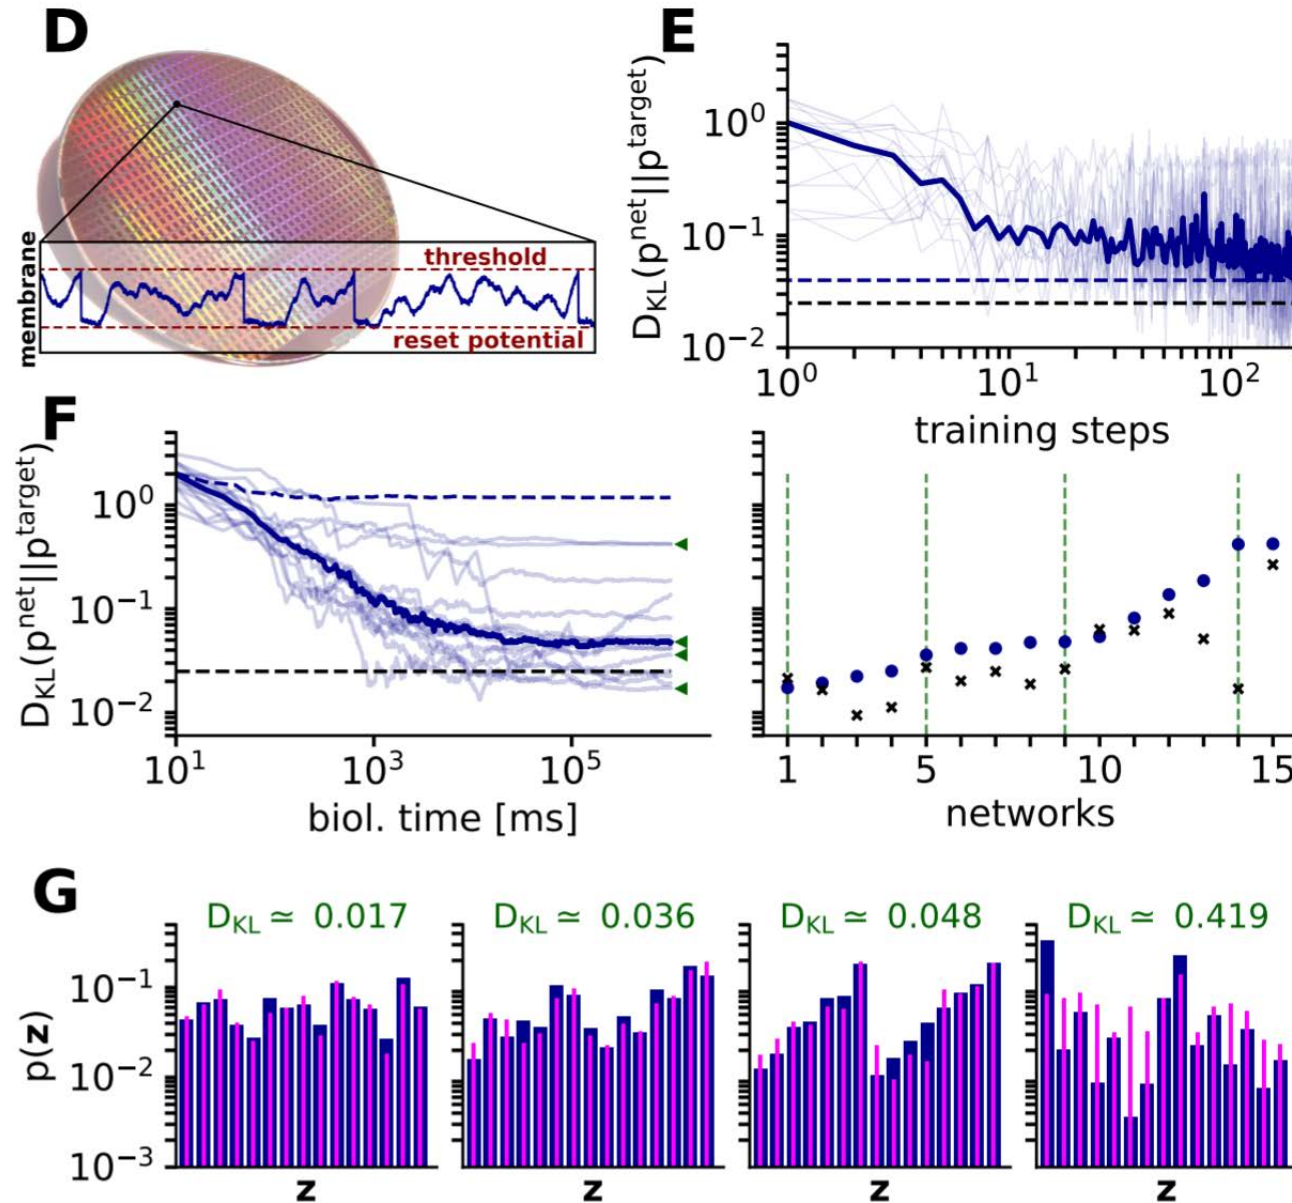 D
membrane
threshold
reset potential
E
D_KL(p^net||p^target)
10^0
10^-1
10^-2
10^0 10^1 10^2
training steps
F
D_KL(p^net||p^target)
10^0
10^-1
10^-2
10^1 10^3 10^5
biol. time [ms]
1 5 10 15
networks
G
p(z)
10^-1
10^-2
10^-3
D_KL ≃ 0.017
z
D_KL ≃ 0.036
z
D_KL ≃ 0.048
z
D_KL ≃ 0.419
z